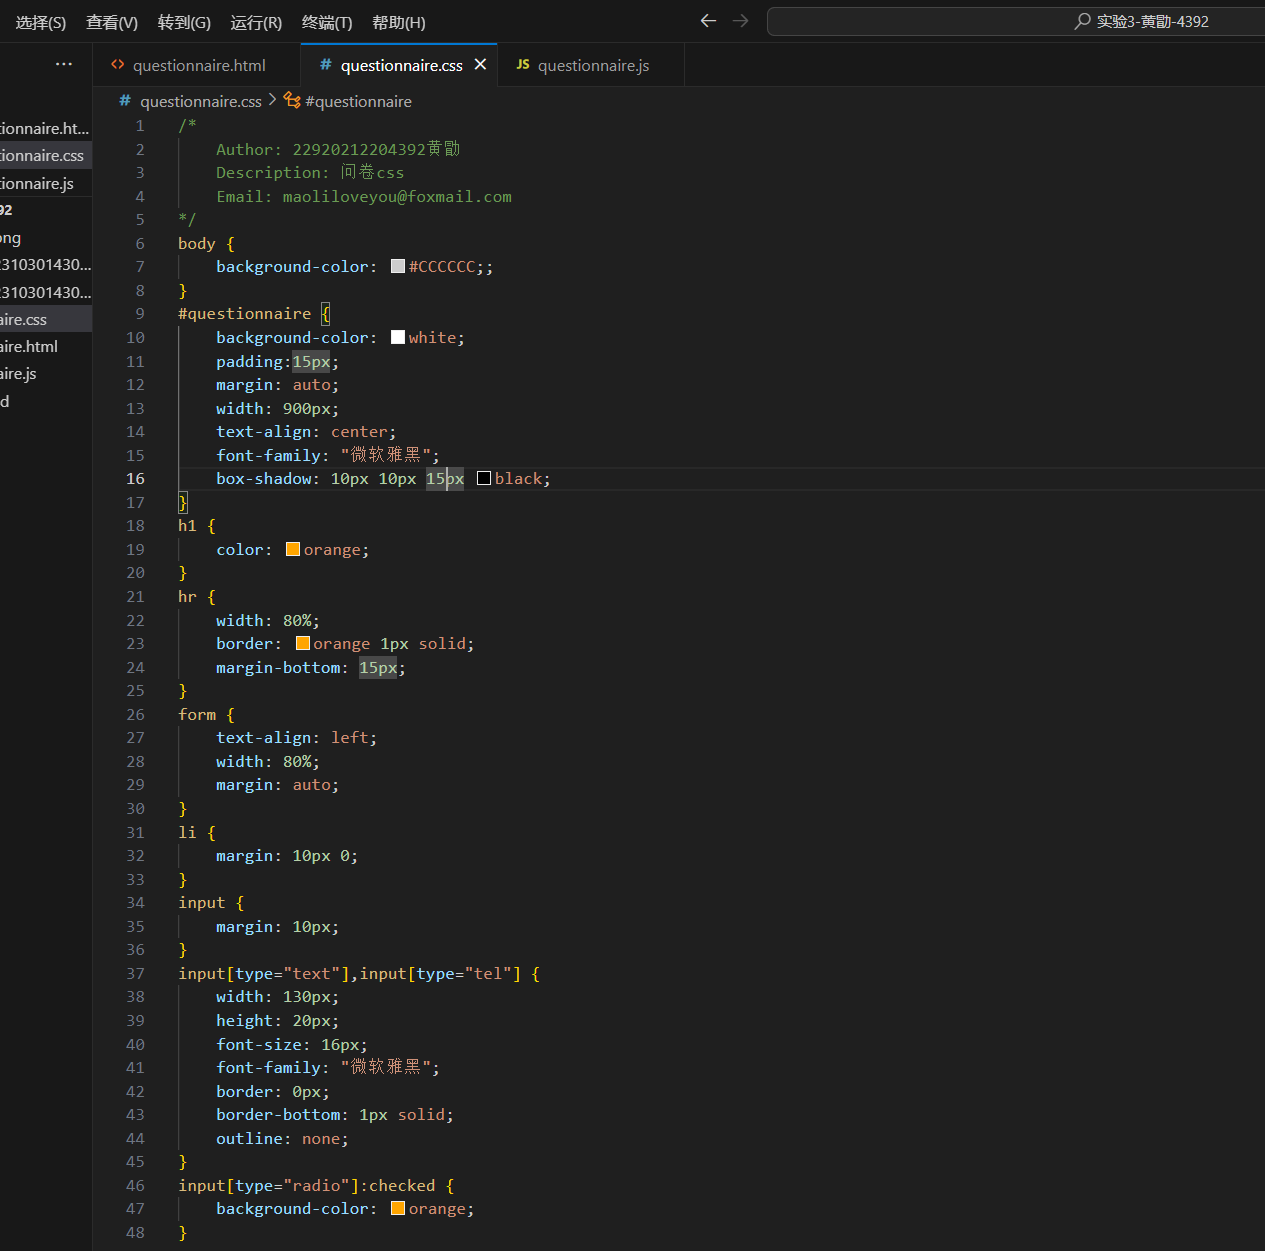 选择(S) 查看(V) 转到(G) 运行(R) 终端(T) 帮助(H) 实验3-黄勖-4392
... <> questionnaire.html # questionnaire.css × JS questionnaire.js
# questionnaire.css > #questionnaire
tionnaire.ht...
tionnaire.css
tionnaire.js
92
ong
2310301430...
2310301430...
aire.css
aire.html
aire.js
d
1 /*
2 Author: 22920212204392黄勖
3 Description: 问卷css
4 Email: maoliloveyou@foxmail.com
5 */
6 body {
7 background-color: #CCCCCC;;
8 }
9 #questionnaire {
10 background-color: white;
11 padding:15px;
12 margin: auto;
13 width: 900px;
14 text-align: center;
15 font-family: "微软雅黑";
16 box-shadow: 10px 10px 15px black;
17 }
18 h1 {
19 color: orange;
20 }
21 hr {
22 width: 80%;
23 border: orange 1px solid;
24 margin-bottom: 15px;
25 }
26 form {
27 text-align: left;
28 width: 80%;
29 margin: auto;
30 }
31 li {
32 margin: 10px 0;
33 }
34 input {
35 margin: 10px;
36 }
37 input[type="text"],input[type="tel"] {
38 width: 130px;
39 height: 20px;
40 font-size: 16px;
41 font-family: "微软雅黑";
42 border: 0px;
43 border-bottom: 1px solid;
44 outline: none;
45 }
46 input[type="radio"]:checked {
47 background-color: orange;
48 }